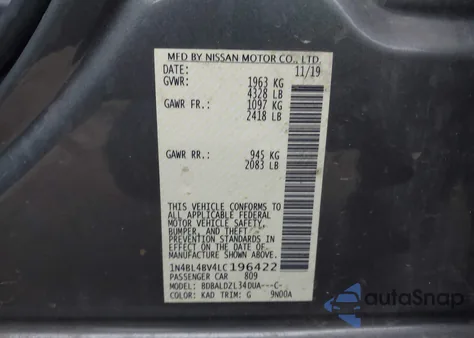 MFD BY NISSAN MOTOR CO., LTD.
DATE: 11/19
GVWR: 1963 KG
4328 LB
GAWR FR.: 1097 KG
2418 LB
GAWR RR.: 945 KG
2083 LB
THIS VEHICLE CONFORMS TO
ALL APPLICABLE FEDERAL
MOTOR VEHICLE SAFETY,
BUMPER, AND THEFT
PREVENTION STANDARDS IN
EFFECT ON THE DATE OF
MANUFACTURE SHOWN ABOVE.
1N4BL4BV4LC196422
PASSENGER CAR 809
MODEL: BDBALDZL34DUA---C-
COLOR: KAD TRIM: G 9N00A
autoSnap